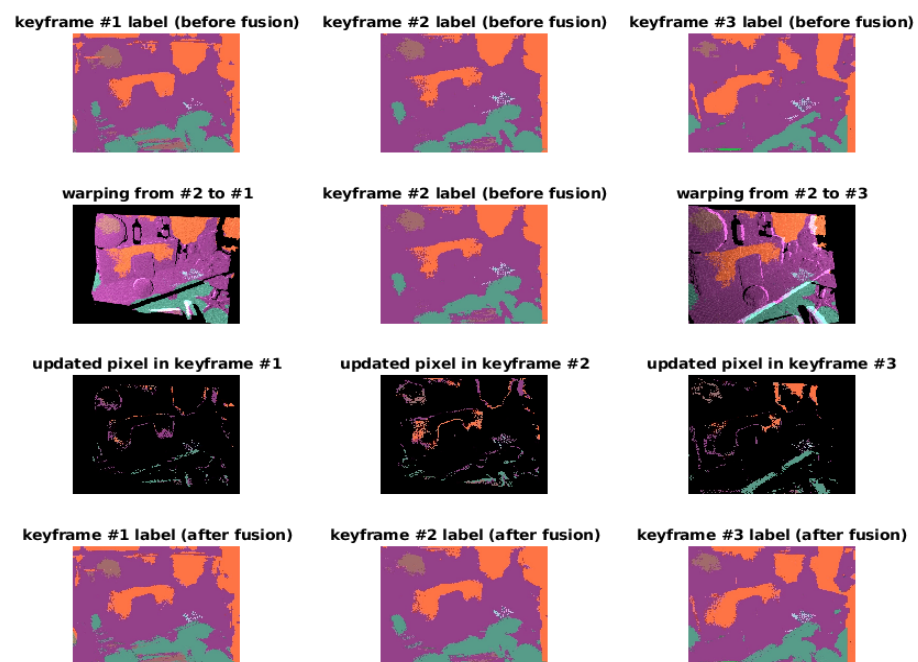 keyframe #1 label (before fusion)
keyframe #2 label (before fusion)
keyframe #3 label (before fusion)
warping from #2 to #1
keyframe #2 label (before fusion)
warping from #2 to #3
updated pixel in keyframe #1
updated pixel in keyframe #2
updated pixel in keyframe #3
keyframe #1 label (after fusion)
keyframe #2 label (after fusion)
keyframe #3 label (after fusion)